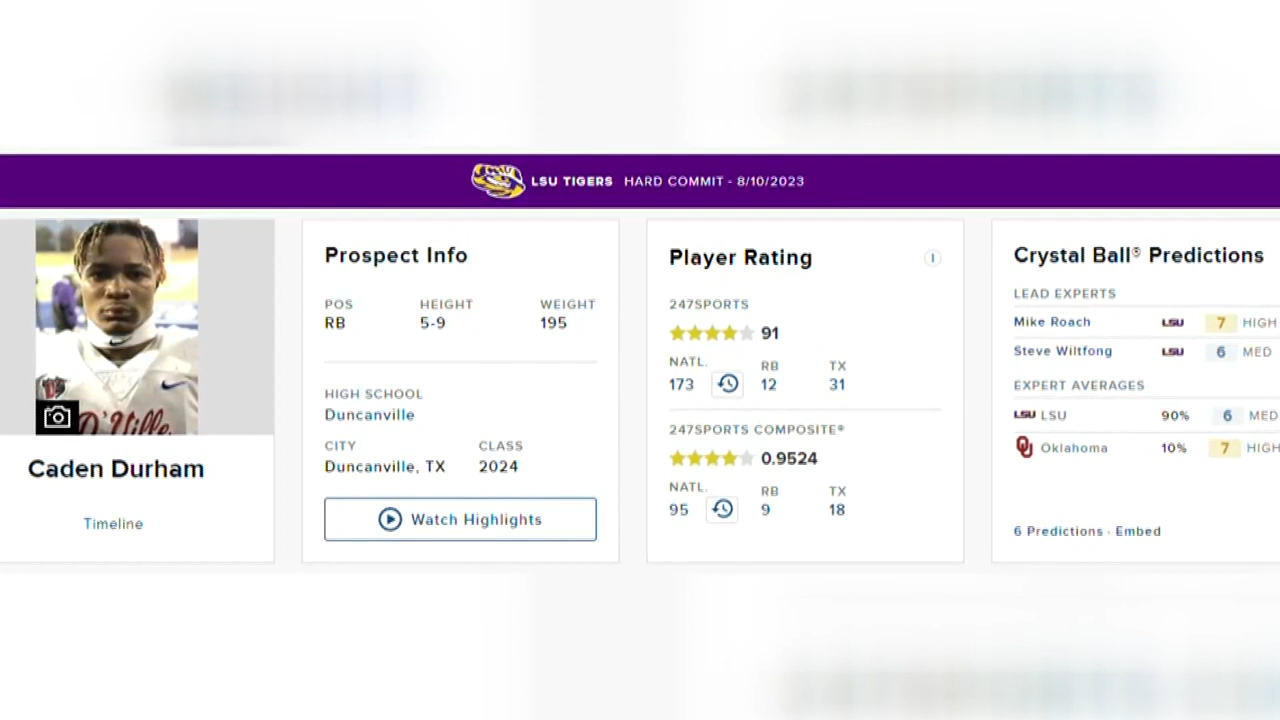 LSU TIGERS HARD COMMIT - 8/10/2023
D'Ville
Caden Durham
Timeline
Prospect Info
POS HEIGHT WEIGHT
RB 5-9 195
HIGH SCHOOL
Duncanville
CITY CLASS
Duncanville, TX 2024
Watch Highlights
Player Rating
247SPORTS
91
NATL. RB TX
173 12 31
247SPORTS COMPOSITE®
0.9524
NATL. RB TX
95 9 18
Crystal Ball® Predictions
LEAD EXPERTS
Mike Roach LSU 7 HIGH
Steve Wiltfong LSU 6 MED
EXPERT AVERAGES
LSU LSU 90% 6 MED
Oklahoma 10% 7 HIGH
6 Predictions · Embed